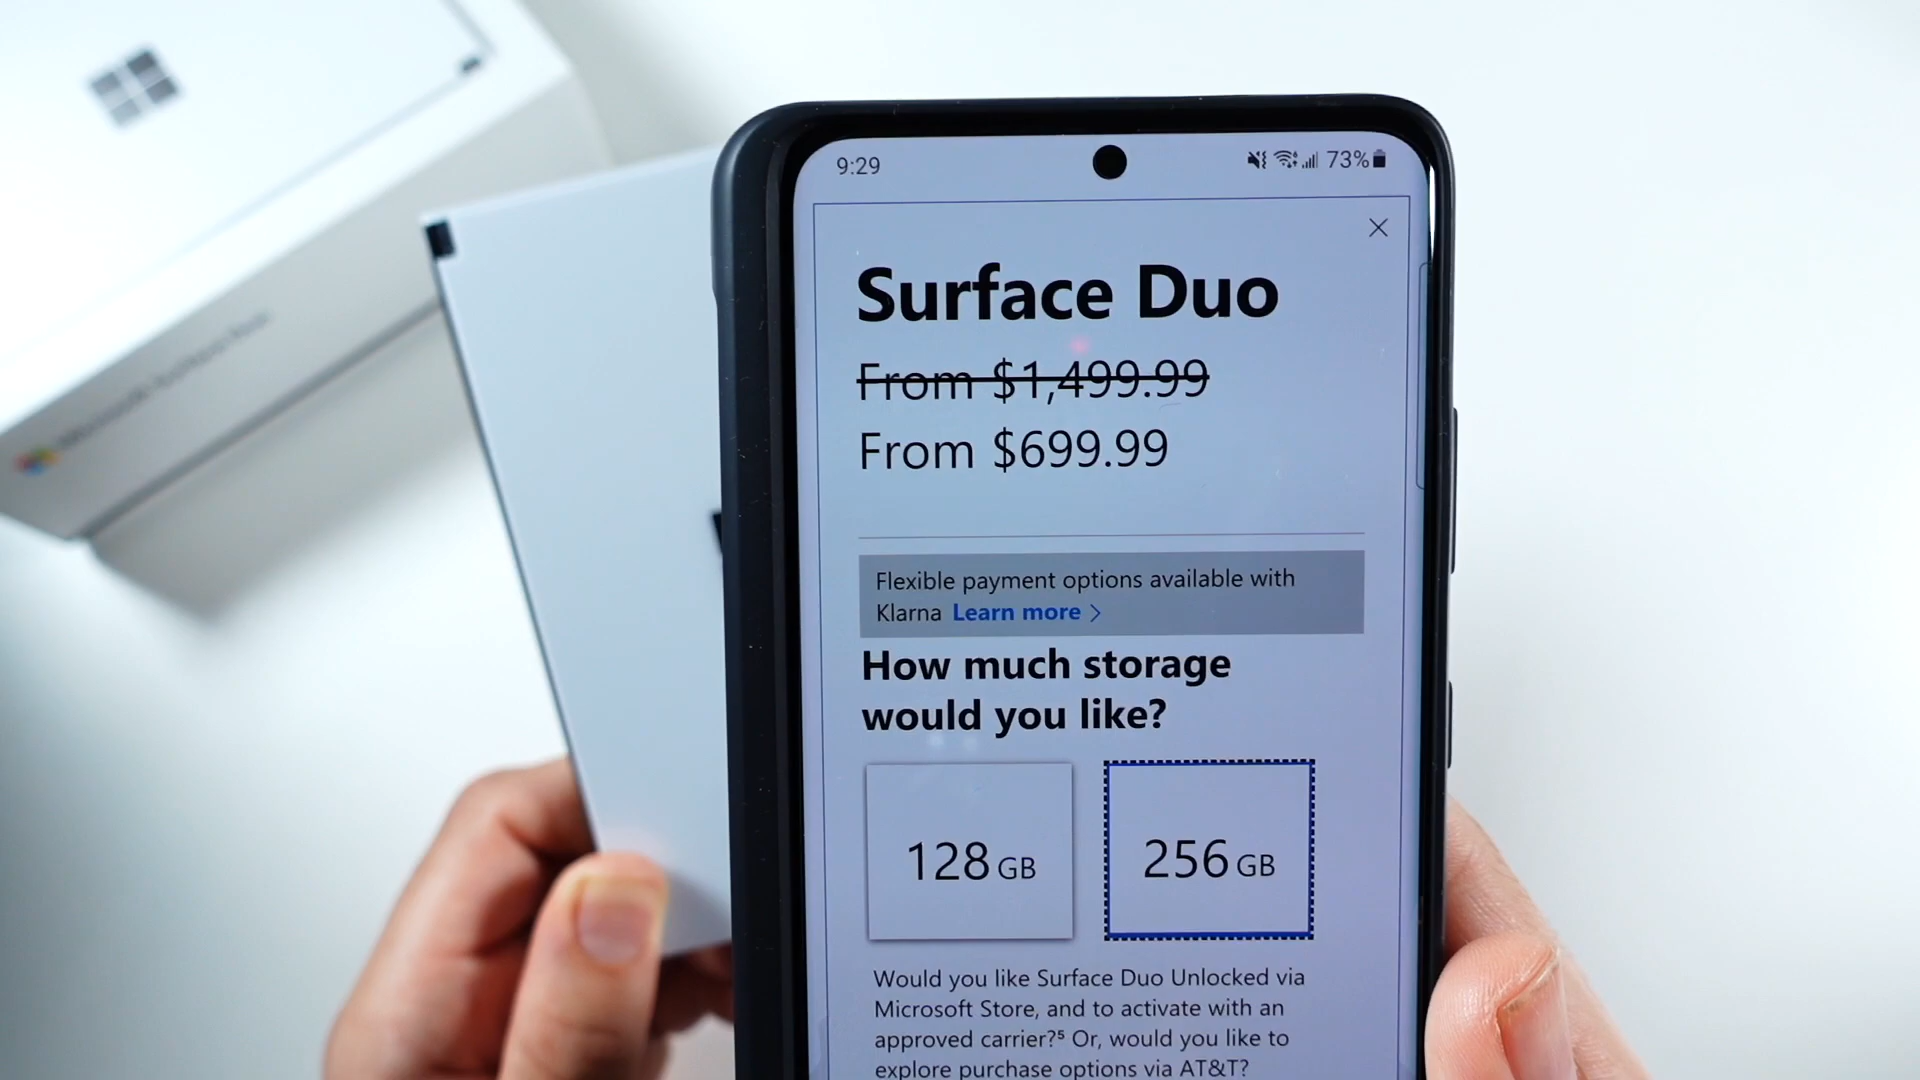 9:29
73%
Surface Duo
From $1,499.99
From $699.99
Flexible payment options available with
Klarna Learn more >
How much storage
would you like?
128 GB
256 GB
Would you like Surface Duo Unlocked via
Microsoft Store, and to activate with an
approved carrier?⁵ Or, would you like to
explore purchase options via AT&T?
Microsoft